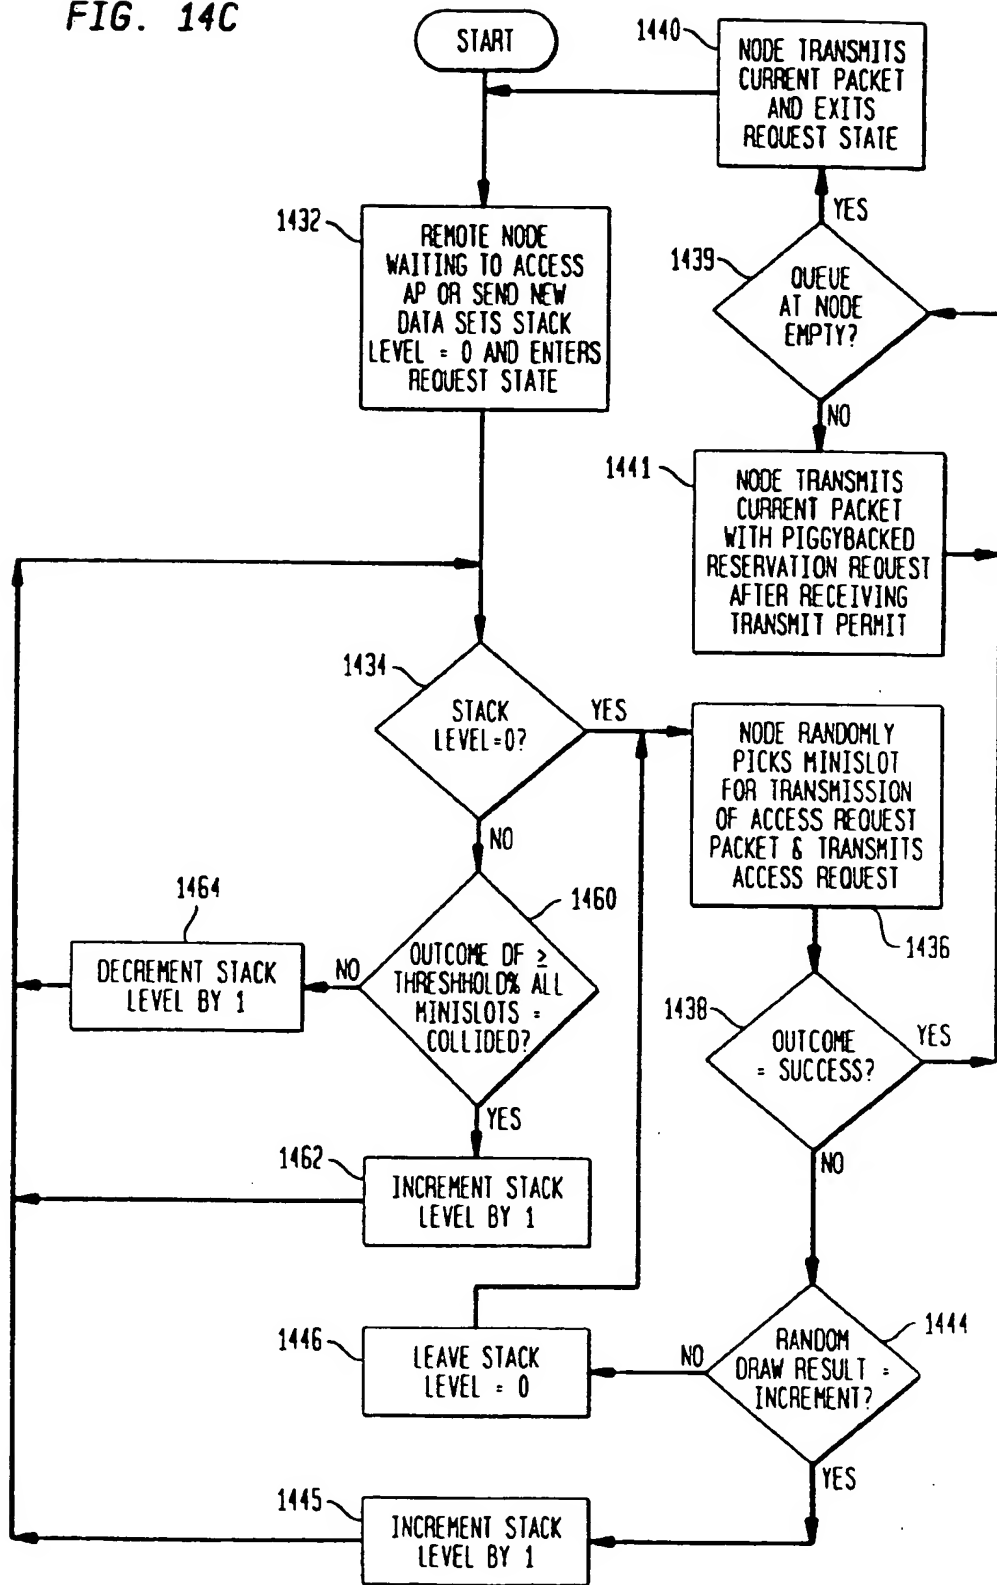 FIG. 14C
START
1440
NODE TRANSMITS
CURRENT PACKET
AND EXITS
REQUEST STATE
YES
1432
REMOTE NODE
WAITING TO ACCESS
AP OR SEND NEW
DATA SETS STACK
LEVEL = 0 AND ENTERS
REQUEST STATE
1439
QUEUE
AT NODE
EMPTY?
NO
1441
NODE TRANSMITS
CURRENT PACKET
WITH PIGGYBACKED
RESERVATION REQUEST
AFTER RECEIVING
TRANSMIT PERMIT
1434
STACK
LEVEL=0?
YES
NO
NODE RANDOMLY
PICKS MINISLOT
FOR TRANSMISSION
OF ACCESS REQUEST
PACKET & TRANSMITS
ACCESS REQUEST
1436
1464
DECREMENT STACK
LEVEL BY 1
NO
1460
OUTCOME OF ≥
THRESHHOLD% ALL
MINISLOTS =
COLLIDED?
YES
1438
OUTCOME
= SUCCESS?
YES
NO
1462
INCREMENT STACK
LEVEL BY 1
1446
LEAVE STACK
LEVEL = 0
NO
1444
RANDOM
DRAW RESULT =
INCREMENT?
YES
1445
INCREMENT STACK
LEVEL BY 1